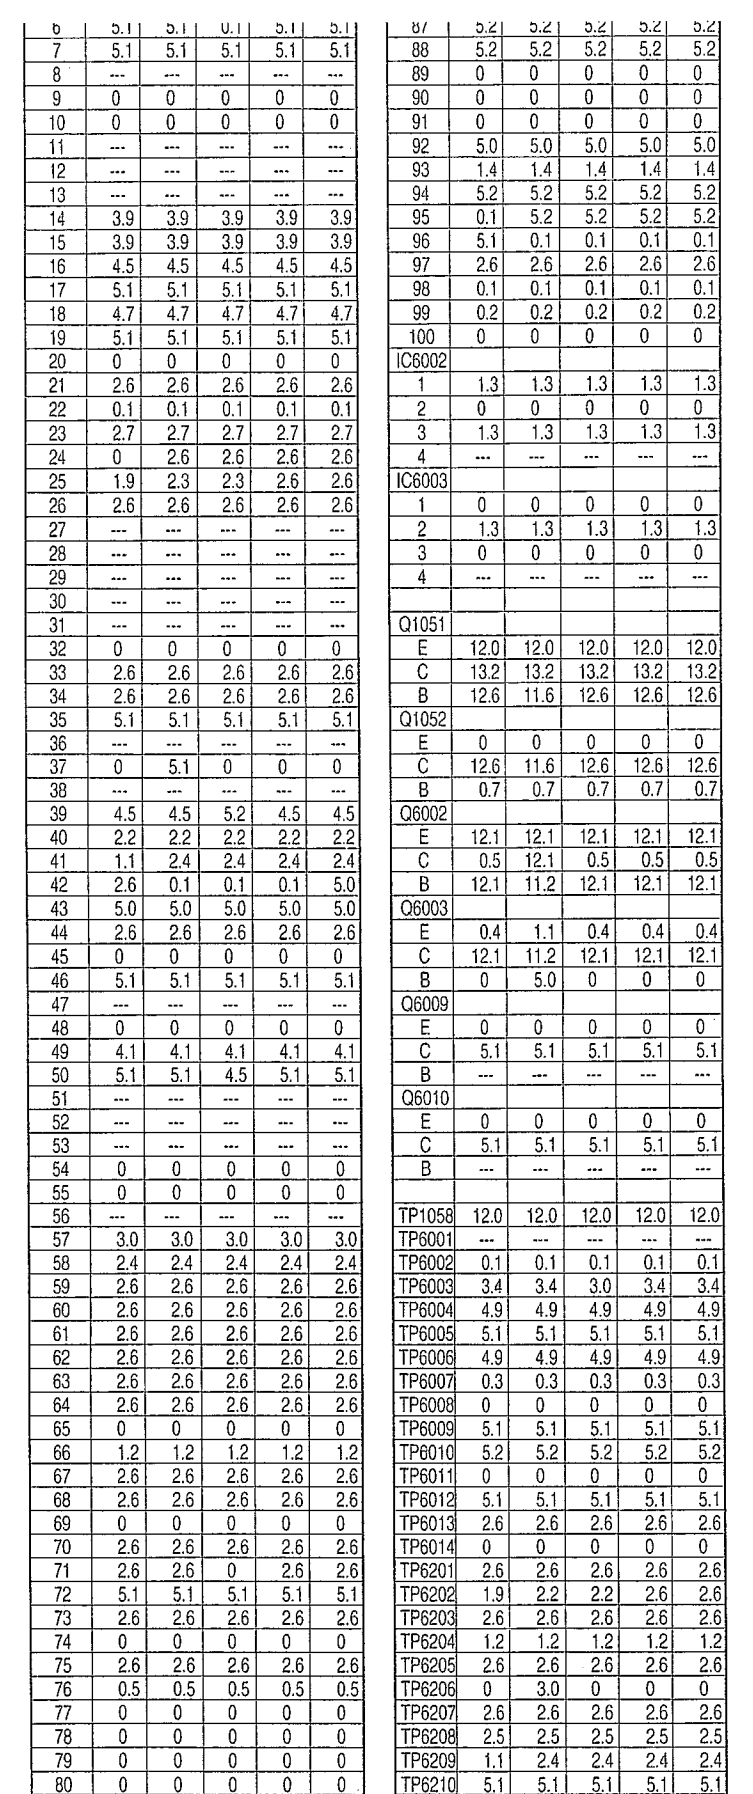 6 5.1 5.1 0.1 5.1 5.1
7 5.1 5.1 5.1 5.1 5.1
8 --- --- --- --- ---
9 0 0 0 0 0
10 0 0 0 0 0
11 --- --- --- --- ---
12 --- --- --- --- ---
13 --- --- --- --- ---
14 3.9 3.9 3.9 3.9 3.9
15 3.9 3.9 3.9 3.9 3.9
16 4.5 4.5 4.5 4.5 4.5
17 5.1 5.1 5.1 5.1 5.1
18 4.7 4.7 4.7 4.7 4.7
19 5.1 5.1 5.1 5.1 5.1
20 0 0 0 0 0
21 2.6 2.6 2.6 2.6 2.6
22 0.1 0.1 0.1 0.1 0.1
23 2.7 2.7 2.7 2.7 2.7
24 0 2.6 2.6 2.6 2.6
25 1.9 2.3 2.3 2.6 2.6
26 2.6 2.6 2.6 2.6 2.6
27 --- --- --- --- ---
28 --- --- --- --- ---
29 --- --- --- --- ---
30 --- --- --- --- ---
31 --- --- --- --- ---
32 0 0 0 0 0
33 2.6 2.6 2.6 2.6 2.6
34 2.6 2.6 2.6 2.6 2.6
35 5.1 5.1 5.1 5.1 5.1
36 --- --- --- --- ---
37 0 5.1 0 0 0
38 --- --- --- --- ---
39 4.5 4.5 5.2 4.5 4.5
40 2.2 2.2 2.2 2.2 2.2
41 1.1 2.4 2.4 2.4 2.4
42 2.6 0.1 0.1 0.1 5.0
43 5.0 5.0 5.0 5.0 5.0
44 2.6 2.6 2.6 2.6 2.6
45 0 0 0 0 0
46 5.1 5.1 5.1 5.1 5.1
47 --- --- --- --- ---
48 0 0 0 0 0
49 4.1 4.1 4.1 4.1 4.1
50 5.1 5.1 4.5 5.1 5.1
51 --- --- --- --- ---
52 --- --- --- --- ---
53 --- --- --- --- ---
54 0 0 0 0 0
55 0 0 0 0 0
56 --- --- --- --- ---
57 3.0 3.0 3.0 3.0 3.0
58 2.4 2.4 2.4 2.4 2.4
59 2.6 2.6 2.6 2.6 2.6
60 2.6 2.6 2.6 2.6 2.6
61 2.6 2.6 2.6 2.6 2.6
62 2.6 2.6 2.6 2.6 2.6
63 2.6 2.6 2.6 2.6 2.6
64 2.6 2.6 2.6 2.6 2.6
65 0 0 0 0 0
66 1.2 1.2 1.2 1.2 1.2
67 2.6 2.6 2.6 2.6 2.6
68 2.6 2.6 2.6 2.6 2.6
69 0 0 0 0 0
70 2.6 2.6 2.6 2.6 2.6
71 2.6 2.6 0 2.6 2.6
72 5.1 5.1 5.1 5.1 5.1
73 2.6 2.6 2.6 2.6 2.6
74 0 0 0 0 0
75 2.6 2.6 2.6 2.6 2.6
76 0.5 0.5 0.5 0.5 0.5
77 0 0 0 0 0
78 0 0 0 0 0
79 0 0 0 0 0
80 0 0 0 0 0
87 5.2 5.2 5.2 5.2 5.2
88 5.2 5.2 5.2 5.2 5.2
89 0 0 0 0 0
90 0 0 0 0 0
91 0 0 0 0 0
92 5.0 5.0 5.0 5.0 5.0
93 1.4 1.4 1.4 1.4 1.4
94 5.2 5.2 5.2 5.2 5.2
95 0.1 5.2 5.2 5.2 5.2
96 5.1 0.1 0.1 0.1 0.1
97 2.6 2.6 2.6 2.6 2.6
98 0.1 0.1 0.1 0.1 0.1
99 0.2 0.2 0.2 0.2 0.2
100 0 0 0 0 0
IC6002
1 1.3 1.3 1.3 1.3 1.3
2 0 0 0 0 0
3 1.3 1.3 1.3 1.3 1.3
4 --- --- --- --- ---
IC6003
1 0 0 0 0 0
2 1.3 1.3 1.3 1.3 1.3
3 0 0 0 0 0
4 --- --- --- --- ---
Q1051
E 12.0 12.0 12.0 12.0 12.0
C 13.2 13.2 13.2 13.2 13.2
B 12.6 11.6 12.6 12.6 12.6
Q1052
E 0 0 0 0 0
C 12.6 11.6 12.6 12.6 12.6
B 0.7 0.7 0.7 0.7 0.7
Q6002
E 12.1 12.1 12.1 12.1 12.1
C 0.5 12.1 0.5 0.5 0.5
B 12.1 11.2 12.1 12.1 12.1
Q6003
E 0.4 1.1 0.4 0.4 0.4
C 12.1 11.2 12.1 12.1 12.1
B 0 5.0 0 0 0
Q6009
E 0 0 0 0 0
C 5.1 5.1 5.1 5.1 5.1
B --- --- --- --- ---
Q6010
E 0 0 0 0 0
C 5.1 5.1 5.1 5.1 5.1
B --- --- --- --- ---
TP1058 12.0 12.0 12.0 12.0 12.0
TP6001 --- --- --- --- ---
TP6002 0.1 0.1 0.1 0.1 0.1
TP6003 3.4 3.4 3.0 3.4 3.4
TP6004 4.9 4.9 4.9 4.9 4.9
TP6005 5.1 5.1 5.1 5.1 5.1
TP6006 4.9 4.9 4.9 4.9 4.9
TP6007 0.3 0.3 0.3 0.3 0.3
TP6008 0 0 0 0 0
TP6009 5.1 5.1 5.1 5.1 5.1
TP6010 5.2 5.2 5.2 5.2 5.2
TP6011 0 0 0 0 0
TP6012 5.1 5.1 5.1 5.1 5.1
TP6013 2.6 2.6 2.6 2.6 2.6
TP6014 0 0 0 0 0
TP6201 2.6 2.6 2.6 2.6 2.6
TP6202 1.9 2.2 2.2 2.6 2.6
TP6203 2.6 2.6 2.6 2.6 2.6
TP6204 1.2 1.2 1.2 1.2 1.2
TP6205 2.6 2.6 2.6 2.6 2.6
TP6206 0 3.0 0 0 0
TP6207 2.6 2.6 2.6 2.6 2.6
TP6208 2.5 2.5 2.5 2.5 2.5
TP6209 1.1 2.4 2.4 2.4 2.4
TP6210 5.1 5.1 5.1 5.1 5.1